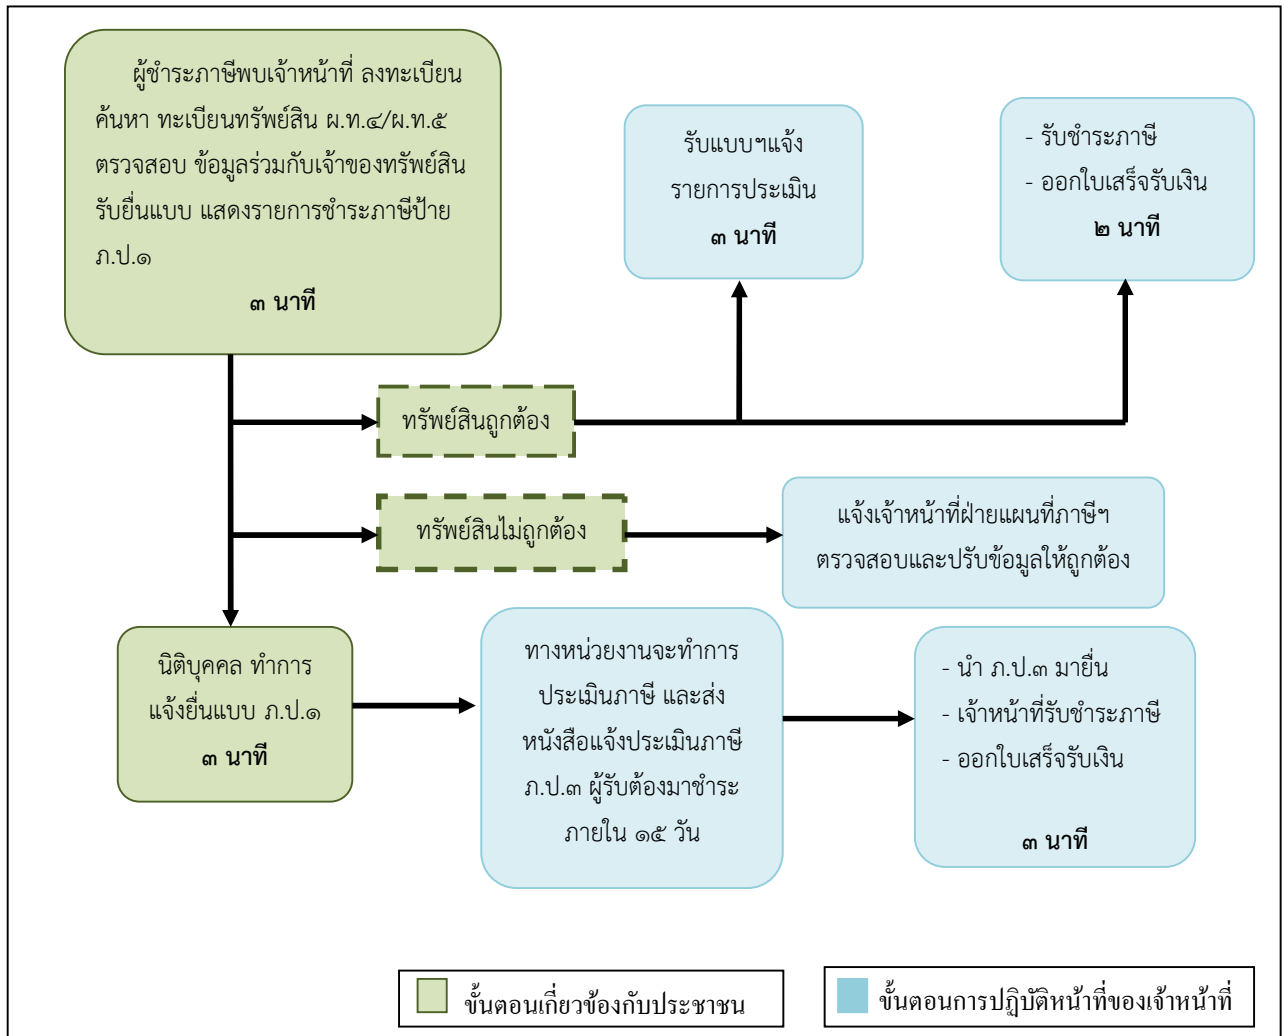 ผู้ชำระภาษีพบเจ้าหน้าที่ ลงทะเบียน
ค้นหา ทะเบียนทรัพย์สิน ผ.ท.๔/ผ.ท.๕
ตรวจสอบ ข้อมูลร่วมกับเจ้าของทรัพย์สิน
รับยื่นแบบ แสดงรายการชำระภาษีป้าย
ภ.ป.๑
๓ นาที
รับแบบฯแจ้ง
รายการประเมิน
๓ นาที
- รับชำระภาษี
- ออกใบเสร็จรับเงิน
๒ นาที
ทรัพย์สินถูกต้อง
ทรัพย์สินไม่ถูกต้อง
แจ้งเจ้าหน้าที่ฝ่ายแผนที่ภาษีฯ
ตรวจสอบและปรับข้อมูลให้ถูกต้อง
นิติบุคคล ทำการ
แจ้งยื่นแบบ ภ.ป.๑
๓ นาที
ทางหน่วยงานจะทำการ
ประเมินภาษี และส่ง
หนังสือแจ้งประเมินภาษี
ภ.ป.๓ ผู้รับต้องมาชำระ
ภายใน ๑๕ วัน
- นำ ภ.ป.๓ มายื่น
- เจ้าหน้าที่รับชำระภาษี
- ออกใบเสร็จรับเงิน
๓ นาที
ขั้นตอนเกี่ยวข้องกับประชาชน
ขั้นตอนการปฏิบัติหน้าที่ของเจ้าหน้าที่